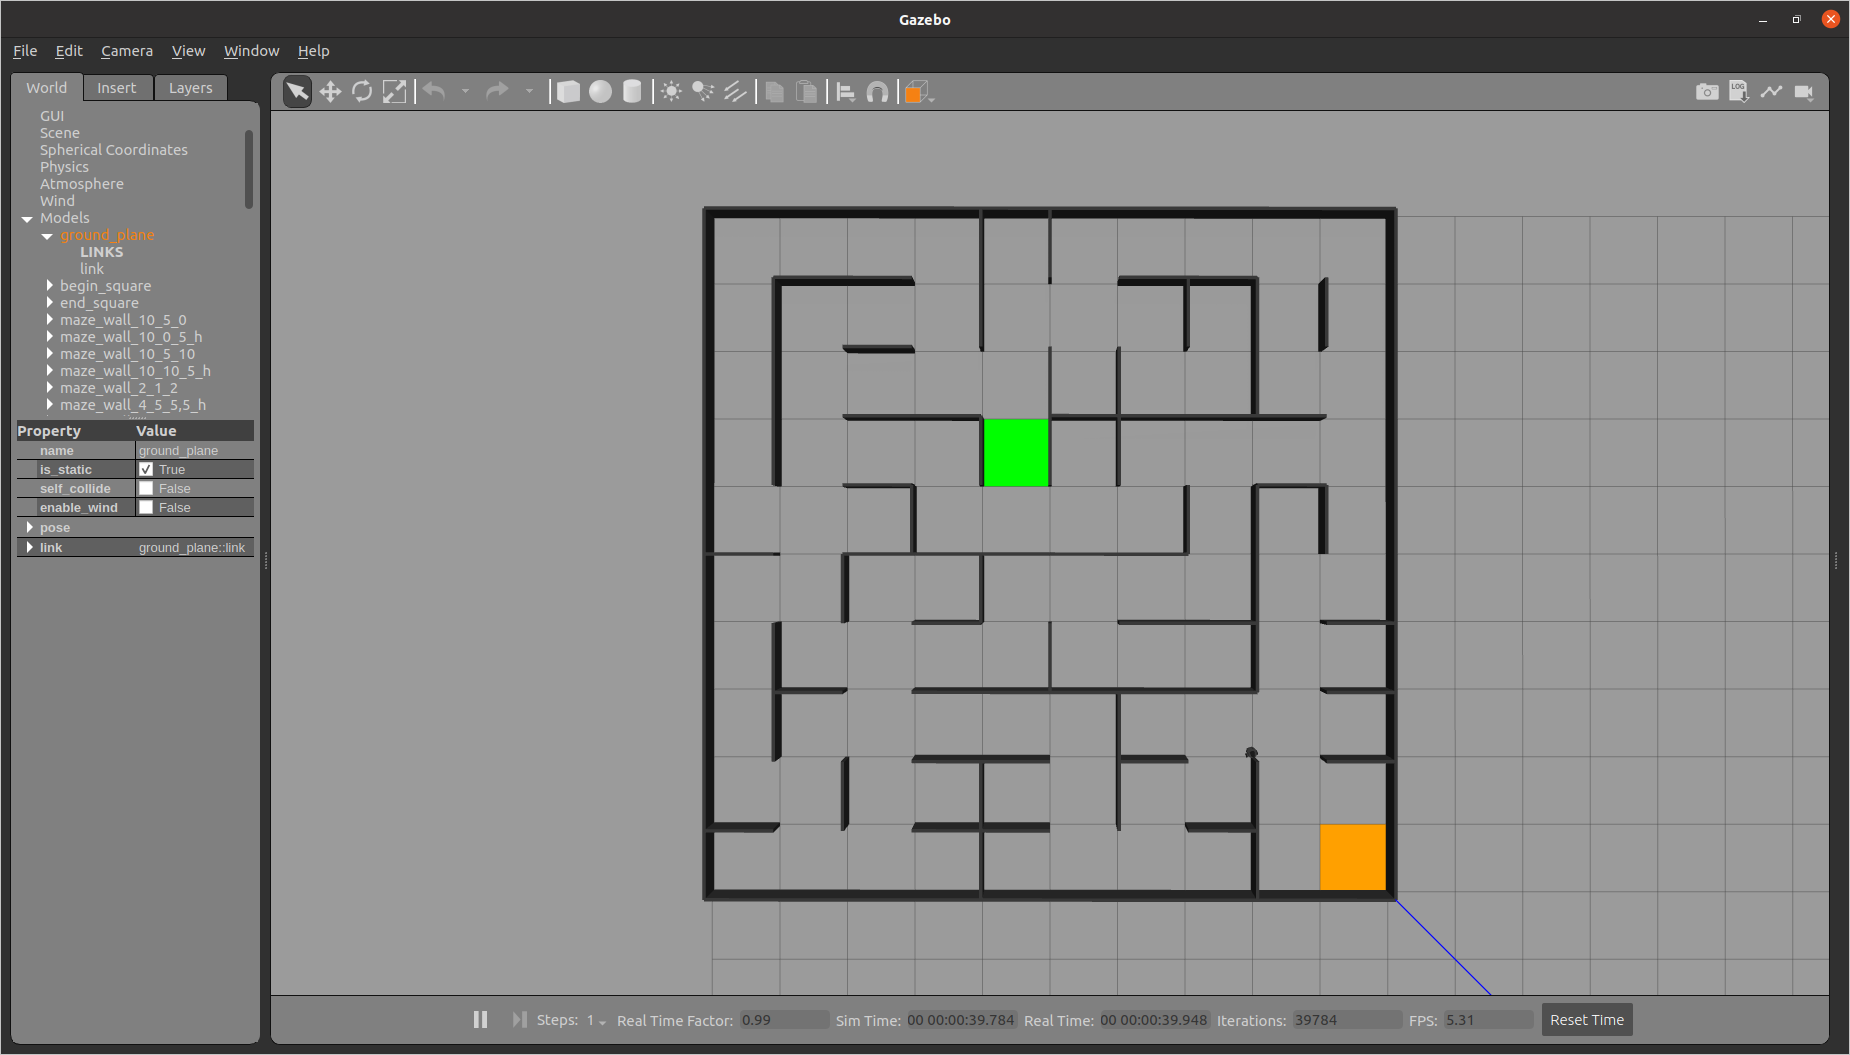 Gazebo
File Edit Camera View Window Help
World Insert Layers
GUI
Scene
Spherical Coordinates
Physics
Atmosphere
Wind
Models
ground_plane
LINKS
link
begin_square
end_square
maze_wall_10_5_0
maze_wall_10_0_5_h
maze_wall_10_5_10
maze_wall_10_10_5_h
maze_wall_2_1_2
maze_wall_4_5_5,5_h
Property Value
name ground_plane
is_static True
self_collide False
enable_wind False
pose
link ground_plane::link
LOG
Steps: 1 Real Time Factor: 0.99 Sim Time: 00 00:00:39.784 Real Time: 00 00:00:39.948 Iterations: 39784 FPS: 5.31 Reset Time